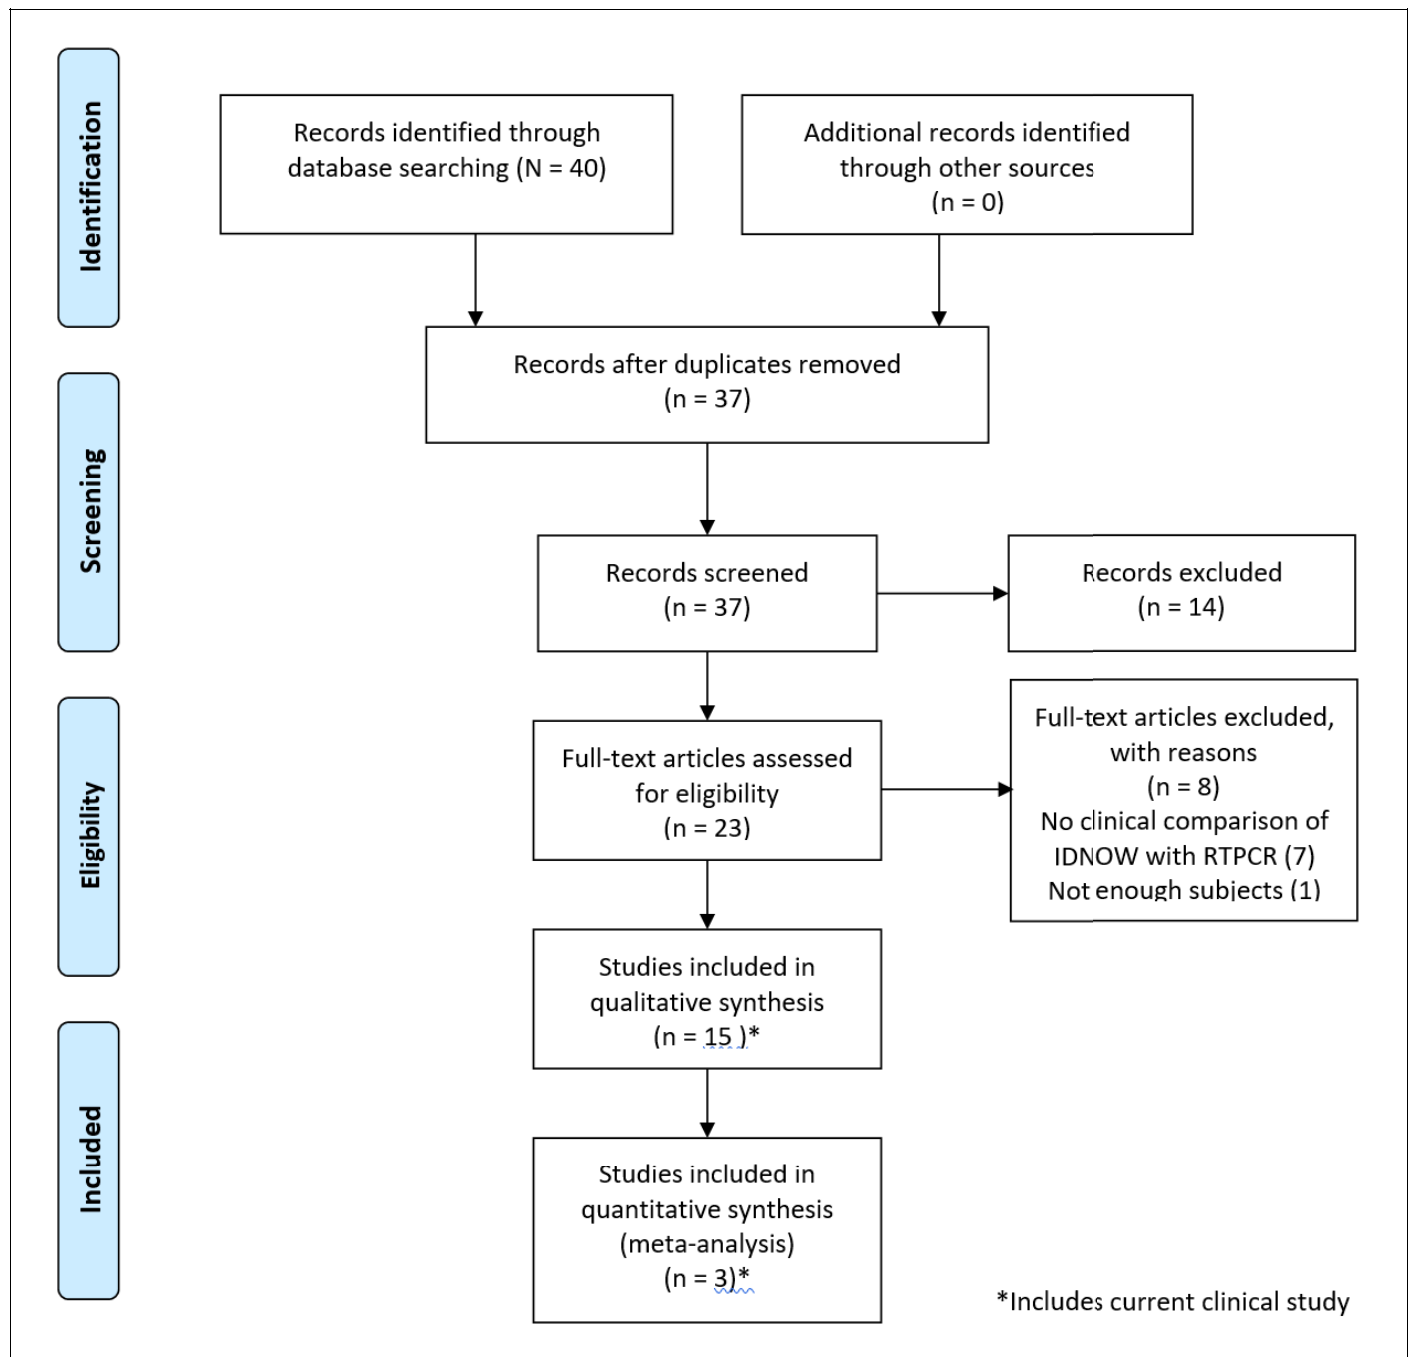 Identification
Records identified through
database searching (N = 40)
Additional records identified
through other sources
(n = 0)
Records after duplicates removed
(n = 37)
Screening
Records screened
(n = 37)
Records excluded
(n = 14)
Eligibility
Full-text articles assessed
for eligibility
(n = 23)
Full-text articles excluded,
with reasons
(n = 8)
No clinical comparison of
IDNOW with RTPCR (7)
Not enough subjects (1)
Studies included in
qualitative synthesis
(n = 15 )*
Included
Studies included in
quantitative synthesis
(meta-analysis)
(n = 3)*
*Includes current clinical study